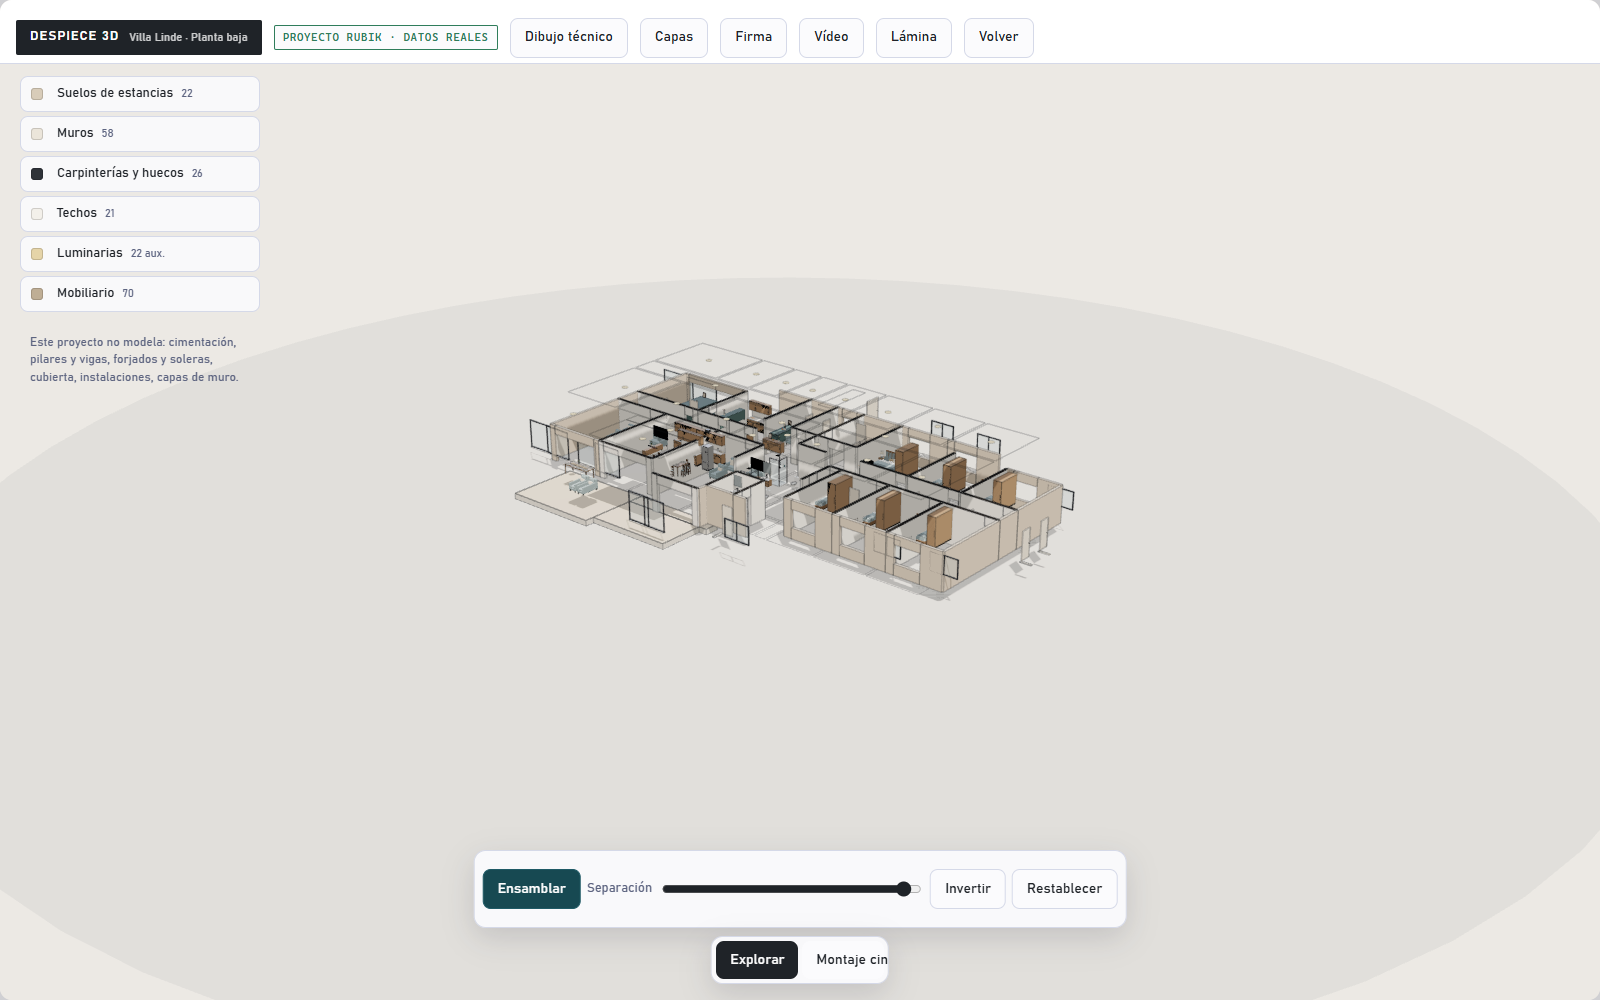 DESPIECE 3D Villa Linde · Planta baja
PROYECTO RUBIK · DATOS REALES
Dibujo técnico
Capas
Firma
Vídeo
Lámina
Volver
Suelos de estancias 22
Muros 58
Carpinterías y huecos 26
Techos 21
Luminarias 22 aux.
Mobiliario 70
Este proyecto no modela: cimentación,
pilares y vigas, forjados y soleras,
cubierta, instalaciones, capas de muro.
Ensamblar
Separación
Invertir
Restablecer
Explorar
Montaje cin